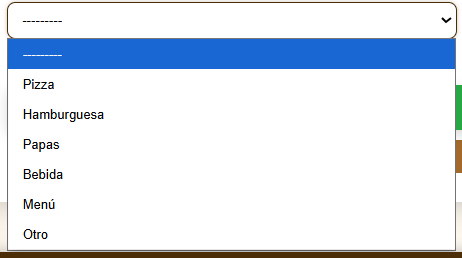 ---------
---------
Pizza
Hamburguesa
Papas
Bebida
Menú
Otro